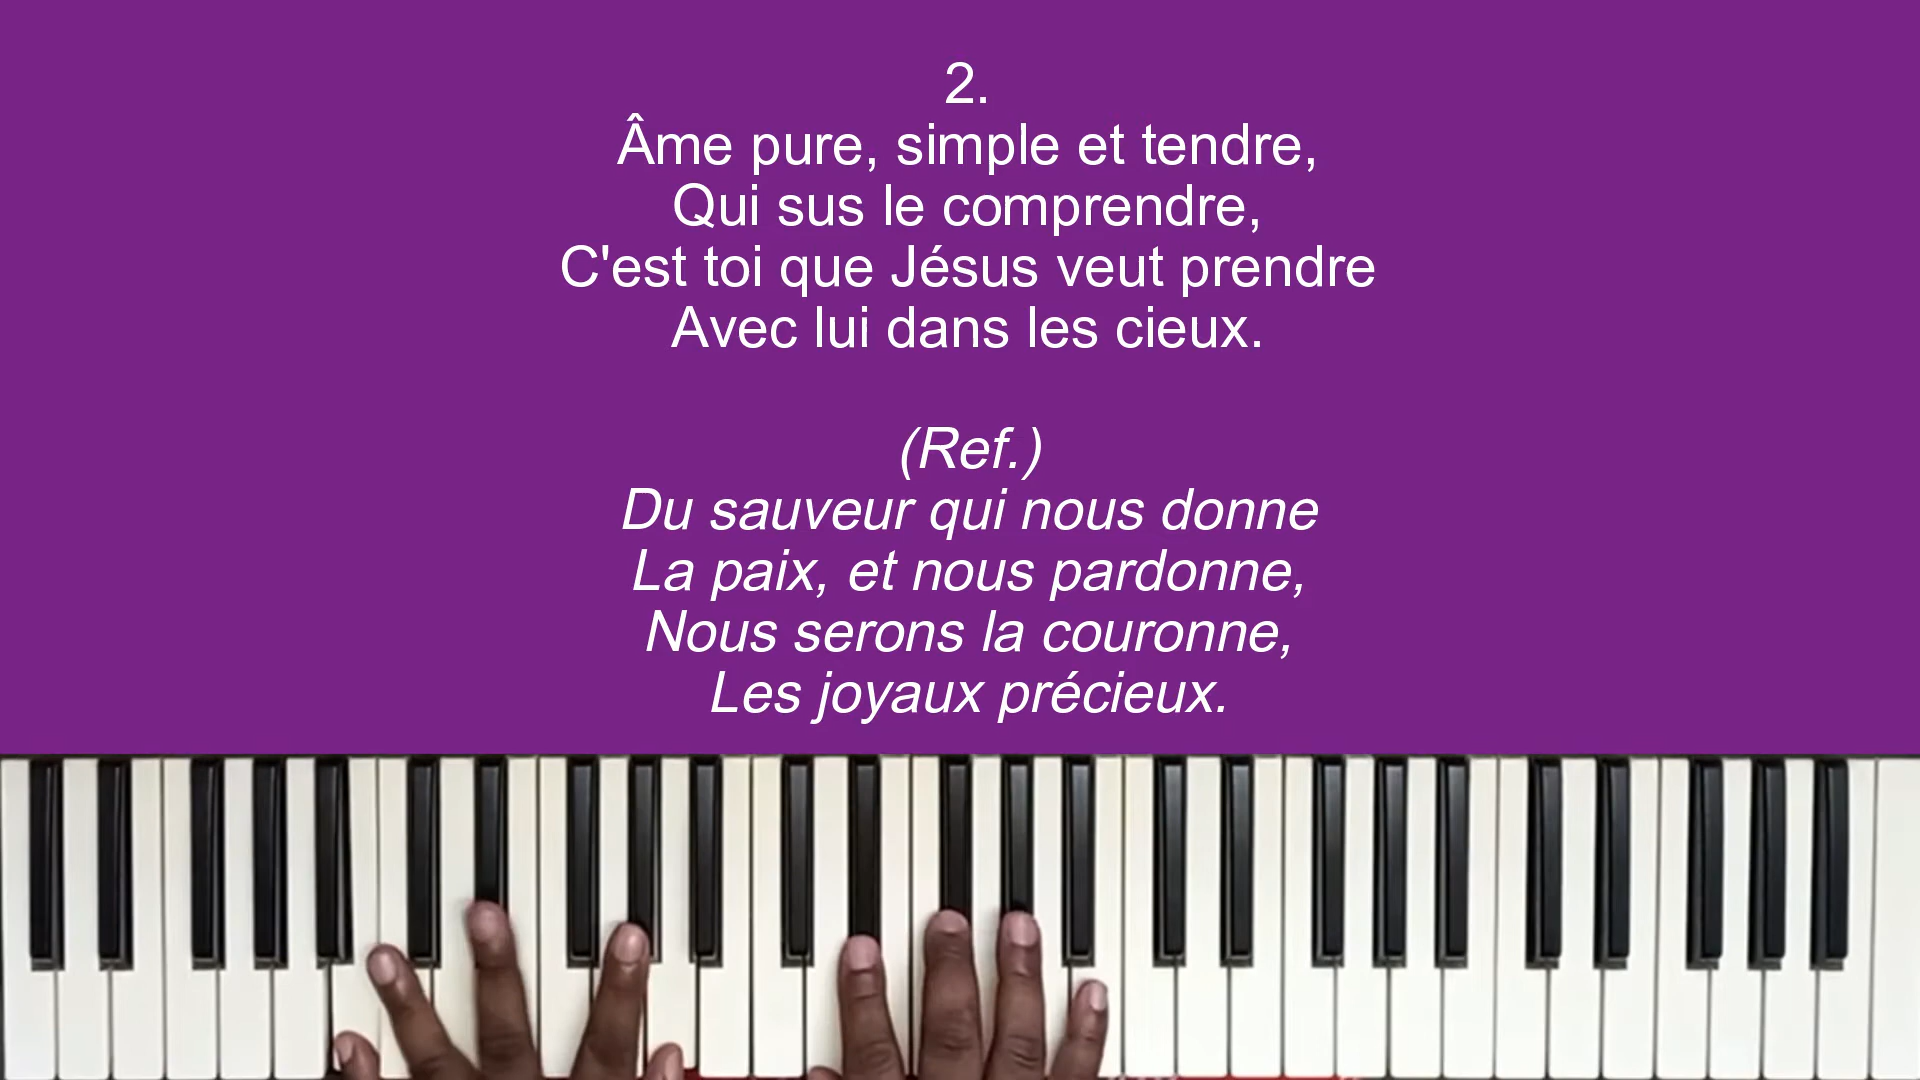 2.
Âme pure, simple et tendre,
Qui sus le comprendre,
C'est toi que Jésus veut prendre
Avec lui dans les cieux.
(Ref.)
Du sauveur qui nous donne
La paix, et nous pardonne,
Nous serons la couronne,
Les joyaux précieux.